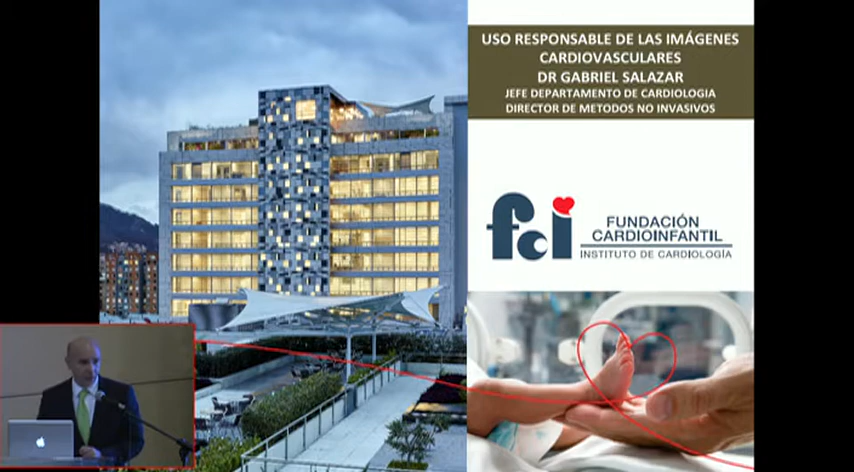 USO RESPONSABLE DE LAS IMÁGENES
CARDIOVASCULARES
DR GABRIEL SALAZAR
JEFE DEPARTAMENTO DE CARDIOLOGIA
DIRECTOR DE METODOS NO INVASIVOS
fci
FUNDACIÓN
CARDIOINFANTIL
INSTITUTO DE CARDIOLOGÍA